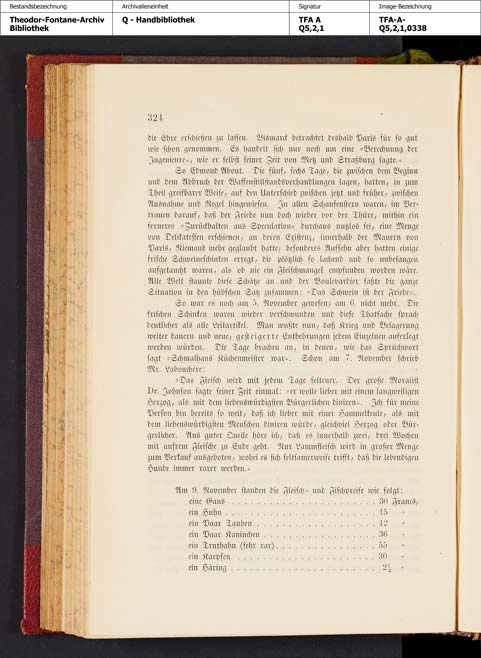 Bestandsbezeichnung
Archivalieneinheit
Signatur
Image-Bezeichnung
Theodor-Fontane-Archiv
Bibliothek
Q - Handbibliothek
TFA A
Q5,2,1
TFA-A-
Q5,2,1,0338
324
die Ehre erschießen zu lassen. Bismarck betrachtet deshalb Paris für so gut
wie schon genommen. Es handelt sich nur noch um eine »Berechnung der
Ingenieure«, wie er selbst seiner Zeit von Metz und Straßburg sagte.«
So Edmond About. Die fünf, sechs Tage, die zwischen dem Beginn
und dem Abbruch der Waffenstillstandsverhandlungen lagen, hatten, in zum
Theil greifbarer Weise, auf den Unterschied zwischen jetzt und früher, zwischen
Ausnahme und Regel hingewiesen. In allen Schaufenstern waren, im Ver-
trauen darauf, daß der Friede nun doch wieder vor der Thüre, mithin ein
ferneres »Zurückhalten aus Speculation« durchaus nutzlos sei, eine Menge
von Delikatessen erschienen, an deren Existenz, innerhalb der Mauern von
Paris, Niemand mehr geglaubt hatte; besonderes Aufsehn aber hatten einige
frische Schweinsschinken erregt, die plötzlich so lachend und so unbefangen
aufgetaucht waren, als ob nie ein Fleischmangel empfunden worden wäre.
Alle Welt staunte diese Schätze an und der Boulevardier faßte die ganze
Situation in den hübschen Satz zusammen: »Das Schwein ist der Friede«.
So war es noch am 5. November gewesen; am 6. nicht mehr. Die
frischen Schinken waren wieder verschwunden und diese Thatsache sprach
deutlicher als alle Leitartikel. Man wußte nun, daß Krieg und Belagerung
weiter dauern und neue, gesteigerte Entbehrungen jedem Einzelnen auferlegt
werden würden. Die Tage brachen an, in denen, wie das Sprüchwort
sagt »Schmalhans Küchenmeister war«. Schon am 7. November schrieb
Mr. Labouchère:
»Das Fleisch wird mit jedem Tage seltener. Der große Moralist
Dr. Johnson sagte seiner Zeit einmal: »er wolle lieber mit einem langweiligen
Herzog, als mit dem liebenswürdigsten Bürgerlichen diniren«. Ich für meine
Person bin bereits so weit, daß ich lieber mit einer Hammelkeule, als mit
dem liebenswürdigsten Menschen diniren würde, gleichviel Herzog oder Bür-
gerlicher. Aus guter Quelle höre ich, daß es innerhalb zwei, drei Wochen
mit unsrem Fleische zu Ende geht. Nur Lammfleisch wird in großer Menge
zum Verkauf ausgeboten, wobei es sich seltsamerweise trifft, daß die lebendigen
Hunde immer rarer werden.«
Am 9. November standen die Fleisch- und Fischpreise wie folgt:
eine Gans . . . . . . . . . . . . . . . . . . . . 30 Francs,
ein Huhn . . . . . . . . . . . . . . . . . . . . 15 »
ein Paar Tauben . . . . . . . . . . . . . . . . 12 »
ein Paar Kaninchen . . . . . . . . . . . . . . . 36 »
ein Truthahn (sehr rar) . . . . . . . . . . . . . 55 »
ein Karpfen . . . . . . . . . . . . . . . . . . . 30 »
ein Häring . . . . . . . . . . . . . . . . . . . .